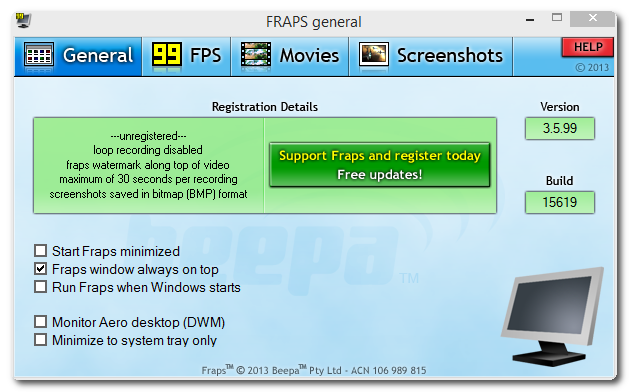 FRAPS general
General
99 FPS
Movies
Screenshots
HELP
© 2013
Registration Details
---unregistered---
loop recording disabled
fraps watermark along top of video
maximum of 30 seconds per recording
screenshots saved in bitmap (BMP) format
Support Fraps and register today
Free updates!
Version
3.5.99
Build
15619
beepa™
Start Fraps minimized
Fraps window always on top
Run Fraps when Windows starts
Monitor Aero desktop (DWM)
Minimize to system tray only
Fraps™ © 2013 Beepa™ Pty Ltd - ACN 106 989 815